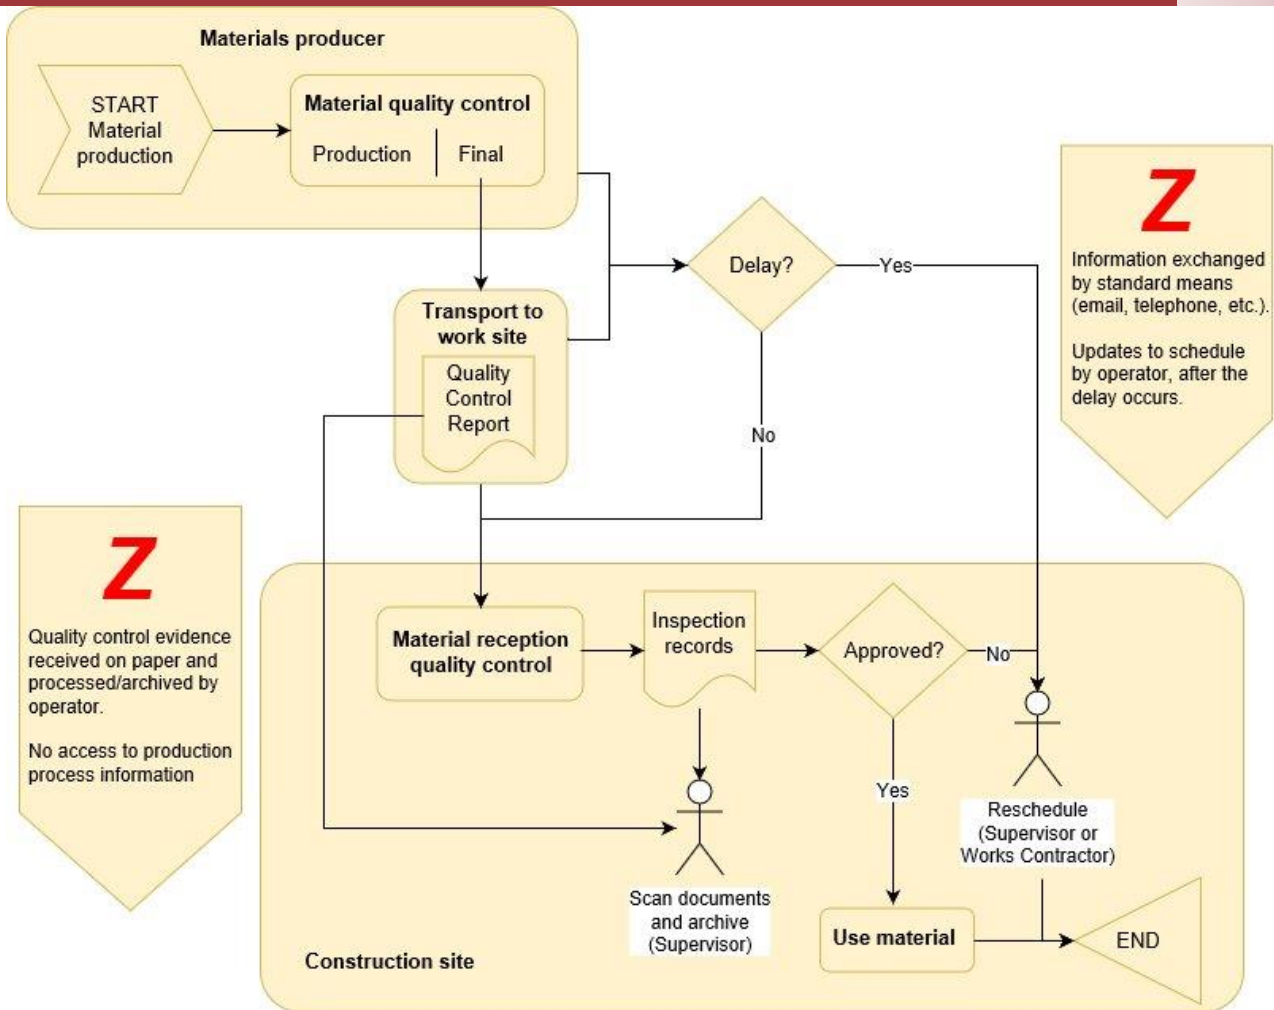 Materials producer
START
Material
production
Material quality control
Production
Final
Delay?
Yes
No
Z
Information exchanged
by standard means
(email, telephone, etc.).
Updates to schedule
by operator, after the
delay occurs.
Transport to
work site
Quality
Control
Report
Z
Quality control evidence
received on paper and
processed/archived by
operator.
No access to production
process information
Material reception
quality control
Inspection
records
Approved?
No
Yes
Reschedule
(Supervisor or
Works Contractor)
Scan documents
and archive
(Supervisor)
Use material
END
Construction site